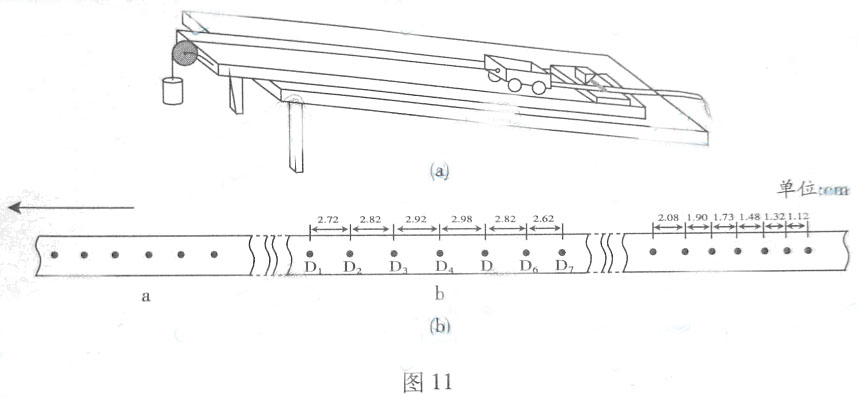 (a)
单位:cm
2.72 2.82 2.92 2.98 2.82 2.62 2.08 1.90 1.73 1.48 1.32 1.12
D1 D2 D3 D4 D D6 D7
a b
(b)
图 11